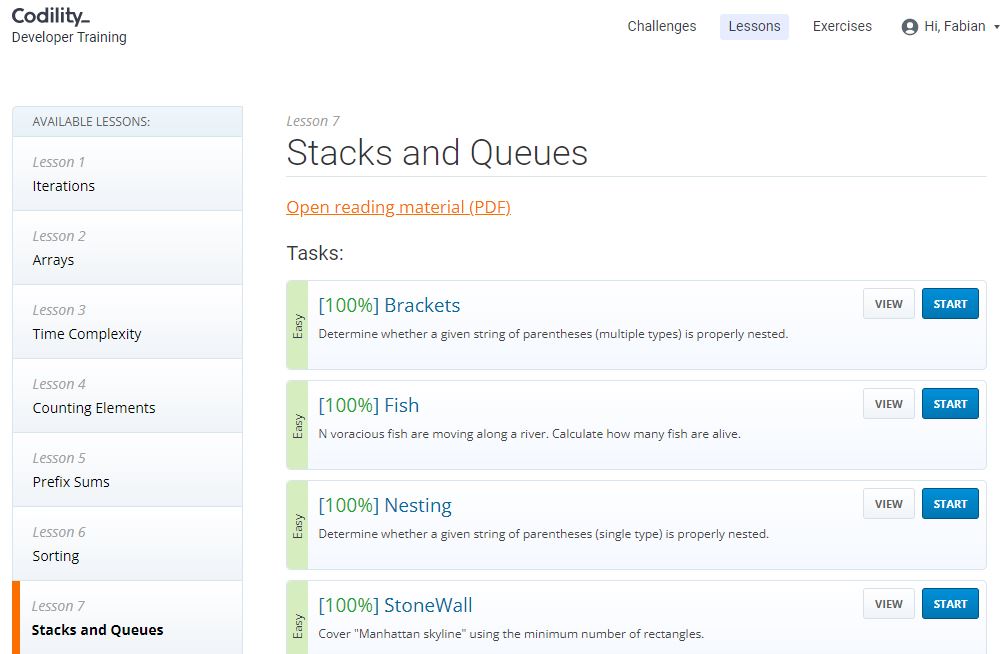 Codility_
Developer Training
Challenges
Lessons
Exercises
Hi, Fabian
AVAILABLE LESSONS:
Lesson 1
Iterations
Lesson 2
Arrays
Lesson 3
Time Complexity
Lesson 4
Counting Elements
Lesson 5
Prefix Sums
Lesson 6
Sorting
Lesson 7
Stacks and Queues
Lesson 7
Stacks and Queues
Open reading material (PDF)
Tasks:
Easy
[100%] Brackets
VIEW
START
Determine whether a given string of parentheses (multiple types) is properly nested.
Easy
[100%] Fish
VIEW
START
N voracious fish are moving along a river. Calculate how many fish are alive.
Easy
[100%] Nesting
VIEW
START
Determine whether a given string of parentheses (single type) is properly nested.
Easy
[100%] StoneWall
VIEW
START
Cover "Manhattan skyline" using the minimum number of rectangles.